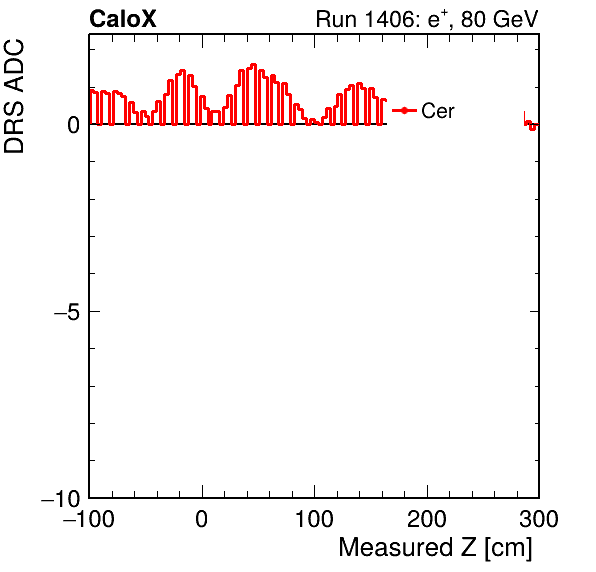 CaloX Run 1406: e⁺, 80 GeV
DRS ADC
Cer
0
−5
−10
−100 0 100 200 300
Measured Z [cm]